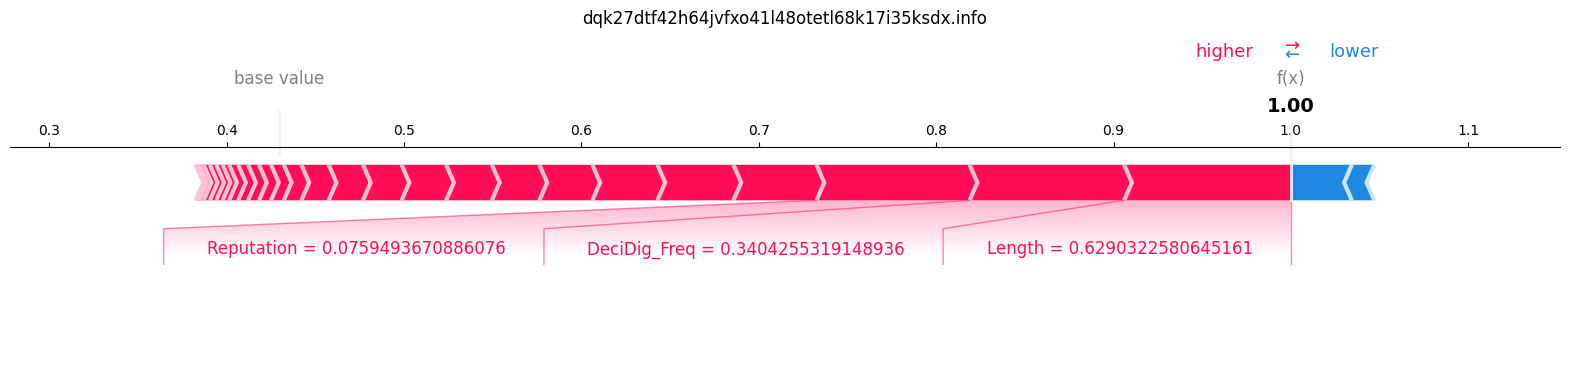 dqk27dtf42h64jvfxo41l48otetl68k17i35ksdx.info
higher ⇄ lower
base value f(x)
1.00
0.3 0.4 0.5 0.6 0.7 0.8 0.9 1.0 1.1
Reputation = 0.0759493670886076 DeciDig_Freq = 0.3404255319148936 Length = 0.6290322580645161